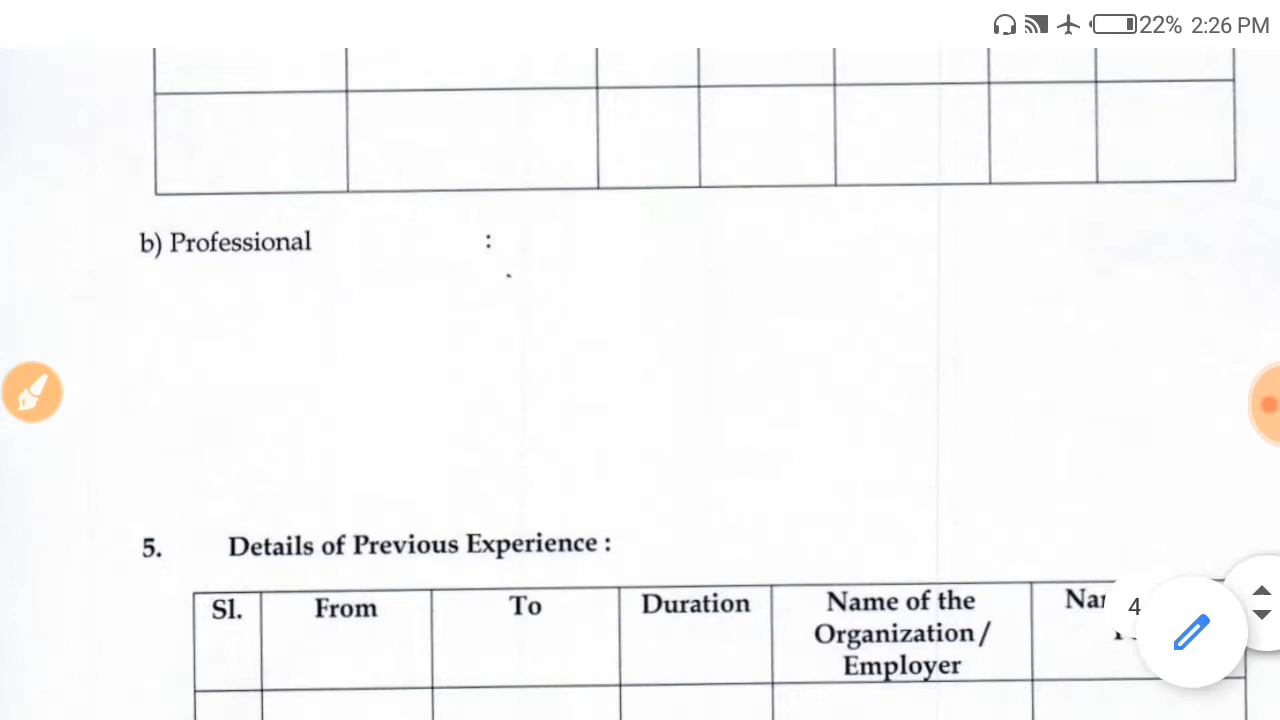 22% 2:26 PM
b) Professional :
5. Details of Previous Experience :
Sl. From To Duration Name of the Organization/ Employer
4